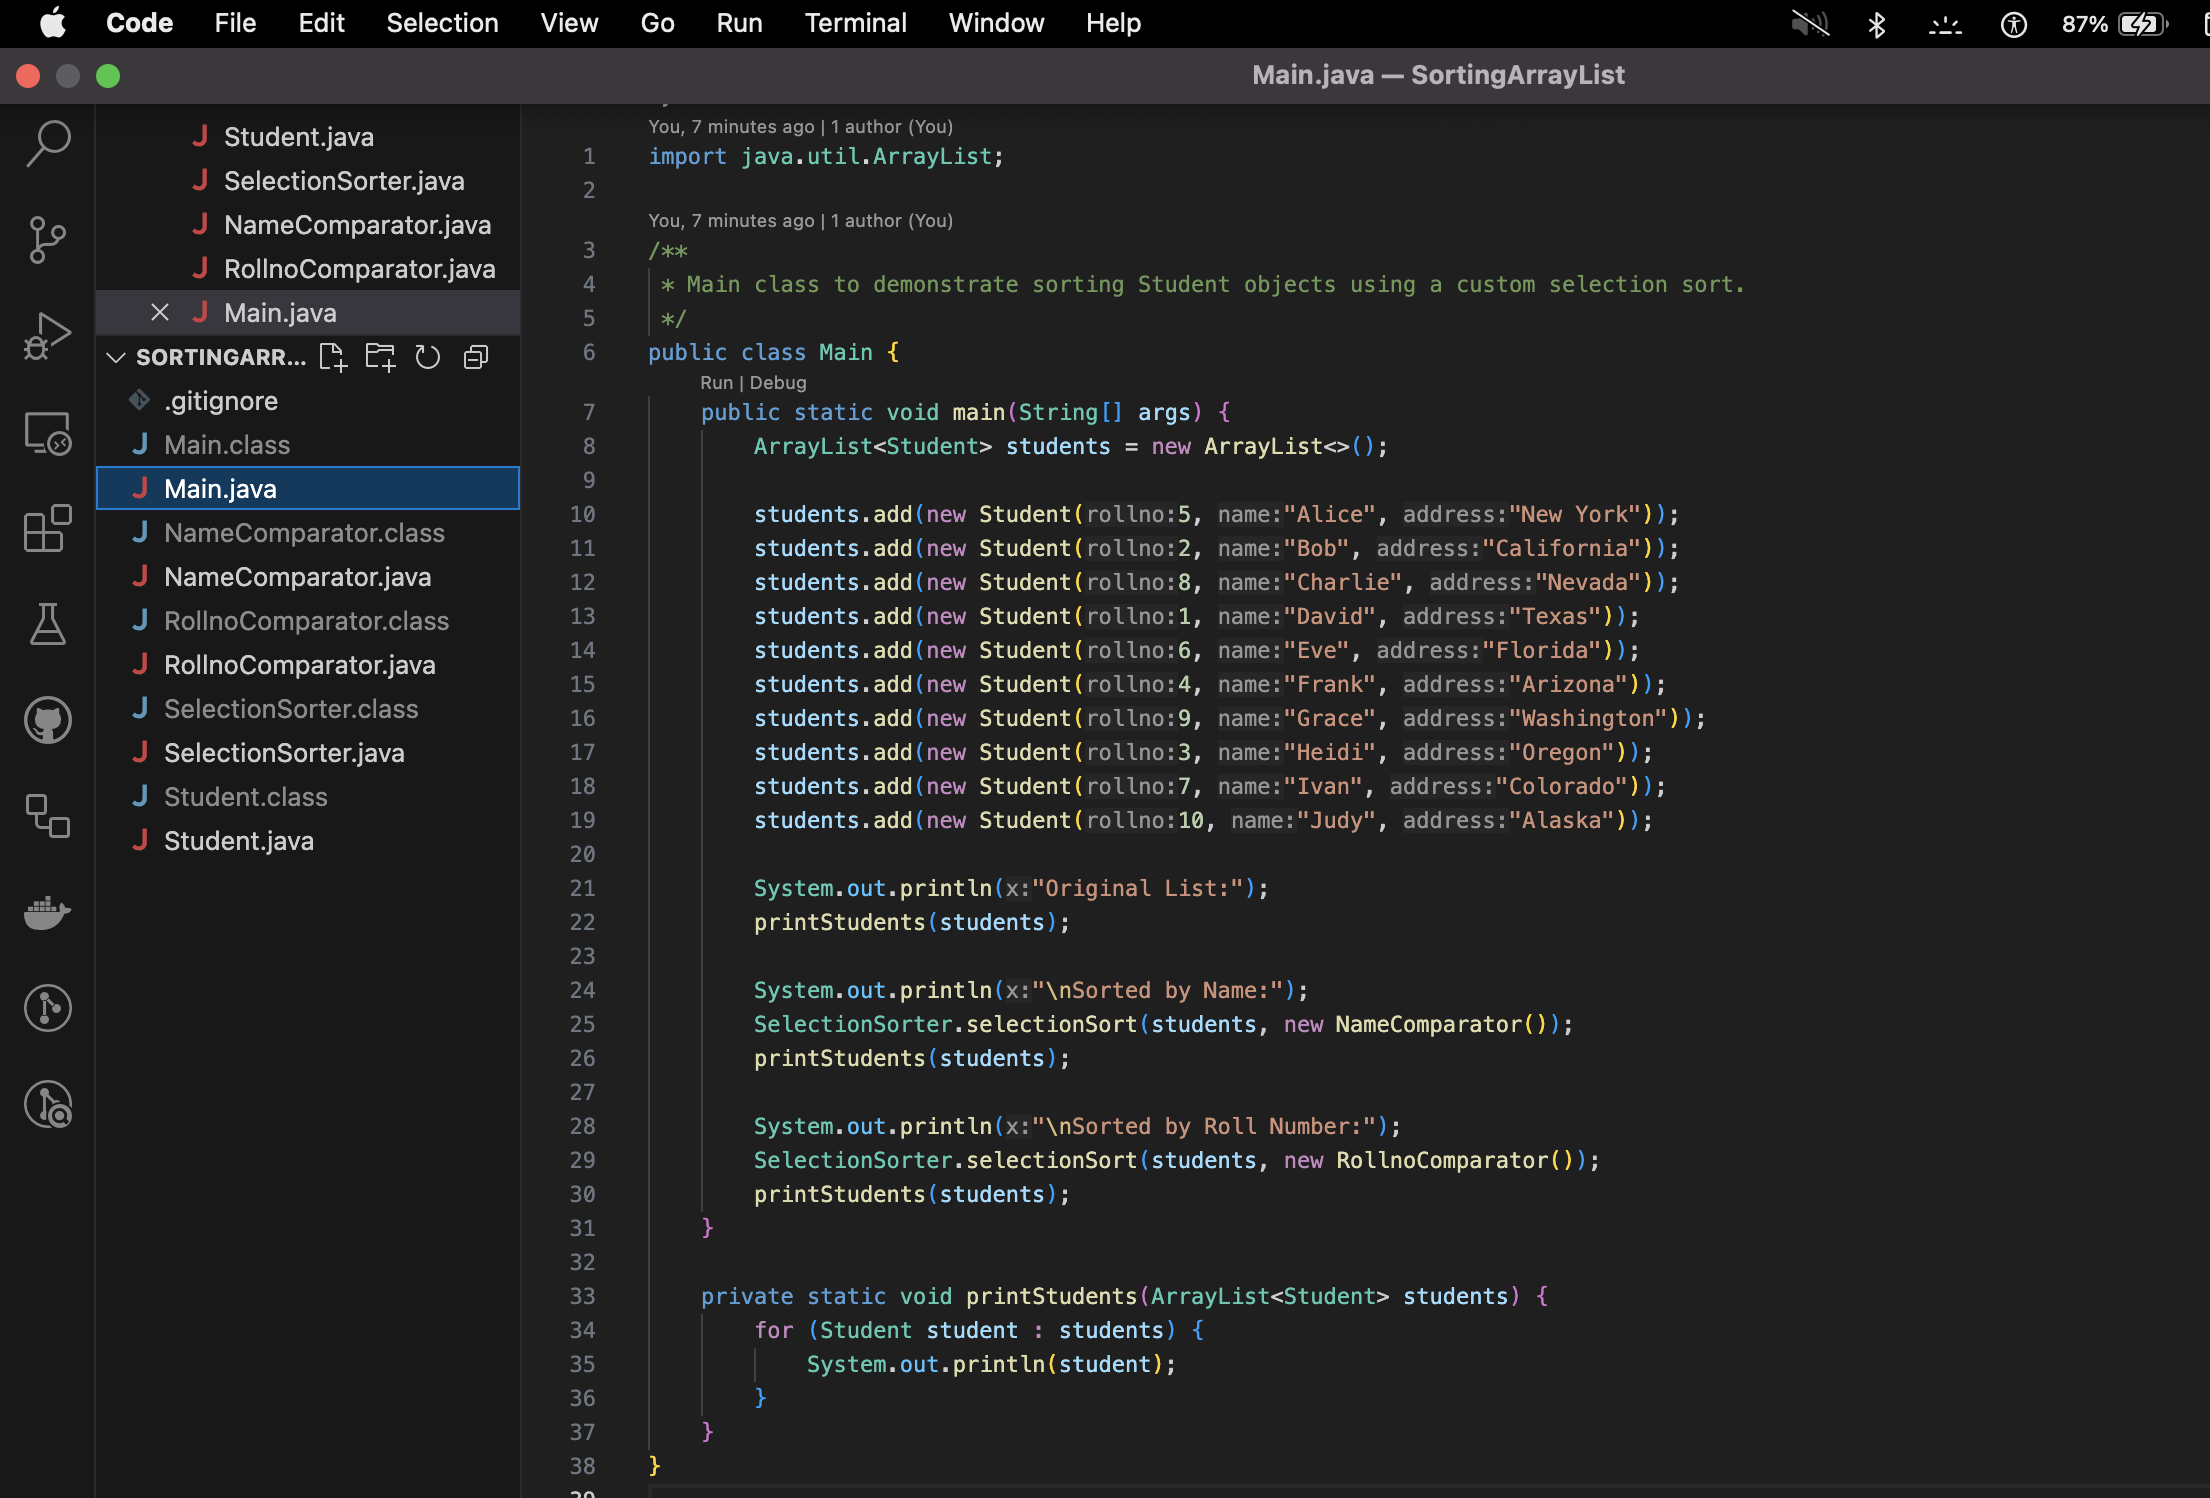 Code File Edit Selection View Go Run Terminal Window Help 87%
Main.java — SortingArrayList
Student.java
SelectionSorter.java
NameComparator.java
RollnoComparator.java
Main.java
SORTINGARR...
.gitignore
Main.class
Main.java
NameComparator.class
NameComparator.java
RollnoComparator.class
RollnoComparator.java
SelectionSorter.class
SelectionSorter.java
Student.class
Student.java
You, 7 minutes ago | 1 author (You)
1 import java.util.ArrayList;
2
You, 7 minutes ago | 1 author (You)
3 /**
4 * Main class to demonstrate sorting Student objects using a custom selection sort.
5 */
6 public class Main {
Run | Debug
7 public static void main(String[] args) {
8 ArrayList<Student> students = new ArrayList<>();
9
10 students.add(new Student(rollno:5, name:"Alice", address:"New York"));
11 students.add(new Student(rollno:2, name:"Bob", address:"California"));
12 students.add(new Student(rollno:8, name:"Charlie", address:"Nevada"));
13 students.add(new Student(rollno:1, name:"David", address:"Texas"));
14 students.add(new Student(rollno:6, name:"Eve", address:"Florida"));
15 students.add(new Student(rollno:4, name:"Frank", address:"Arizona"));
16 students.add(new Student(rollno:9, name:"Grace", address:"Washington"));
17 students.add(new Student(rollno:3, name:"Heidi", address:"Oregon"));
18 students.add(new Student(rollno:7, name:"Ivan", address:"Colorado"));
19 students.add(new Student(rollno:10, name:"Judy", address:"Alaska"));
20
21 System.out.println(x:"Original List:");
22 printStudents(students);
23
24 System.out.println(x:"\nSorted by Name:");
25 SelectionSorter.selectionSort(students, new NameComparator());
26 printStudents(students);
27
28 System.out.println(x:"\nSorted by Roll Number:");
29 SelectionSorter.selectionSort(students, new RollnoComparator());
30 printStudents(students);
31 }
32
33 private static void printStudents(ArrayList<Student> students) {
34 for (Student student : students) {
35 System.out.println(student);
36 }
37 }
38 }
39